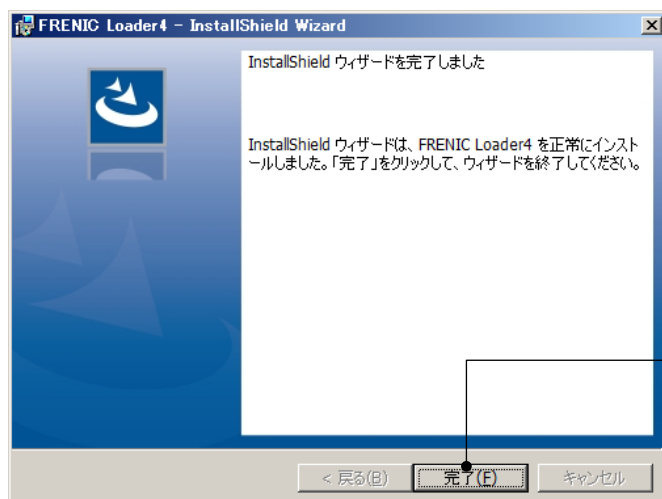 FRENIC Loader4 - InstallShield Wizard
InstallShield ウィザードを完了しました
InstallShield ウィザードは、FRENIC Loader4 を正常にインスト
ールしました。「完了」をクリックして、ウィザードを終了してください。
< 戻る(B)
完了(F)
キャンセル